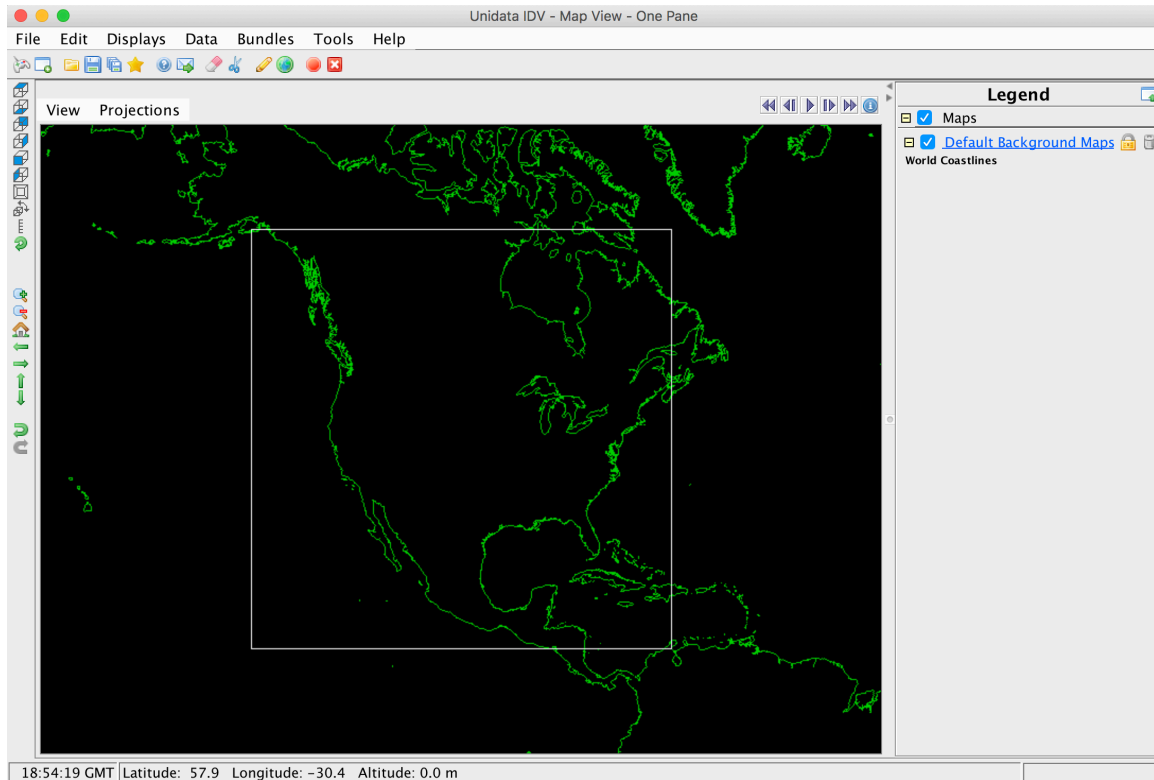 Unidata IDV - Map View - One Pane
File Edit Displays Data Bundles Tools Help
View Projections
Legend
Maps
Default Background Maps
World Coastlines
18:54:19 GMT Latitude: 57.9 Longitude: -30.4 Altitude: 0.0 m